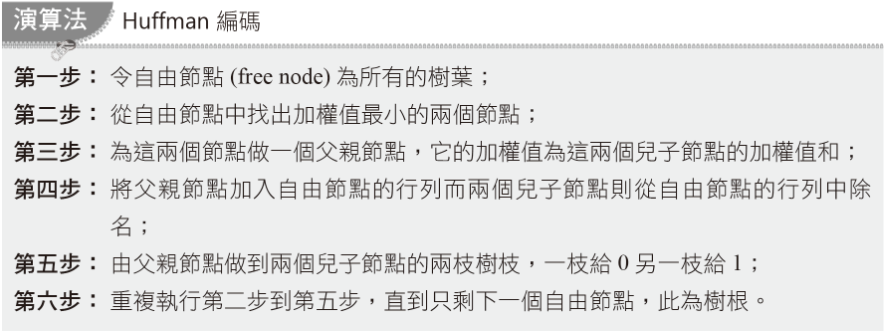 演算法 Huffman 編碼
第一步： 令自由節點 (free node) 為所有的樹葉；
第二步： 從自由節點中找出加權值最小的兩個節點；
第三步： 為這兩個節點做一個父親節點，它的加權值為這兩個兒子節點的加權值和；
第四步： 將父親節點加入自由節點的行列而兩個兒子節點則從自由節點的行列中除
名；
第五步： 由父親節點做到兩個兒子節點的兩枝樹枝，一枝給 0 另一枝給 1；
第六步： 重複執行第二步到第五步，直到只剩下一個自由節點，此為樹根。